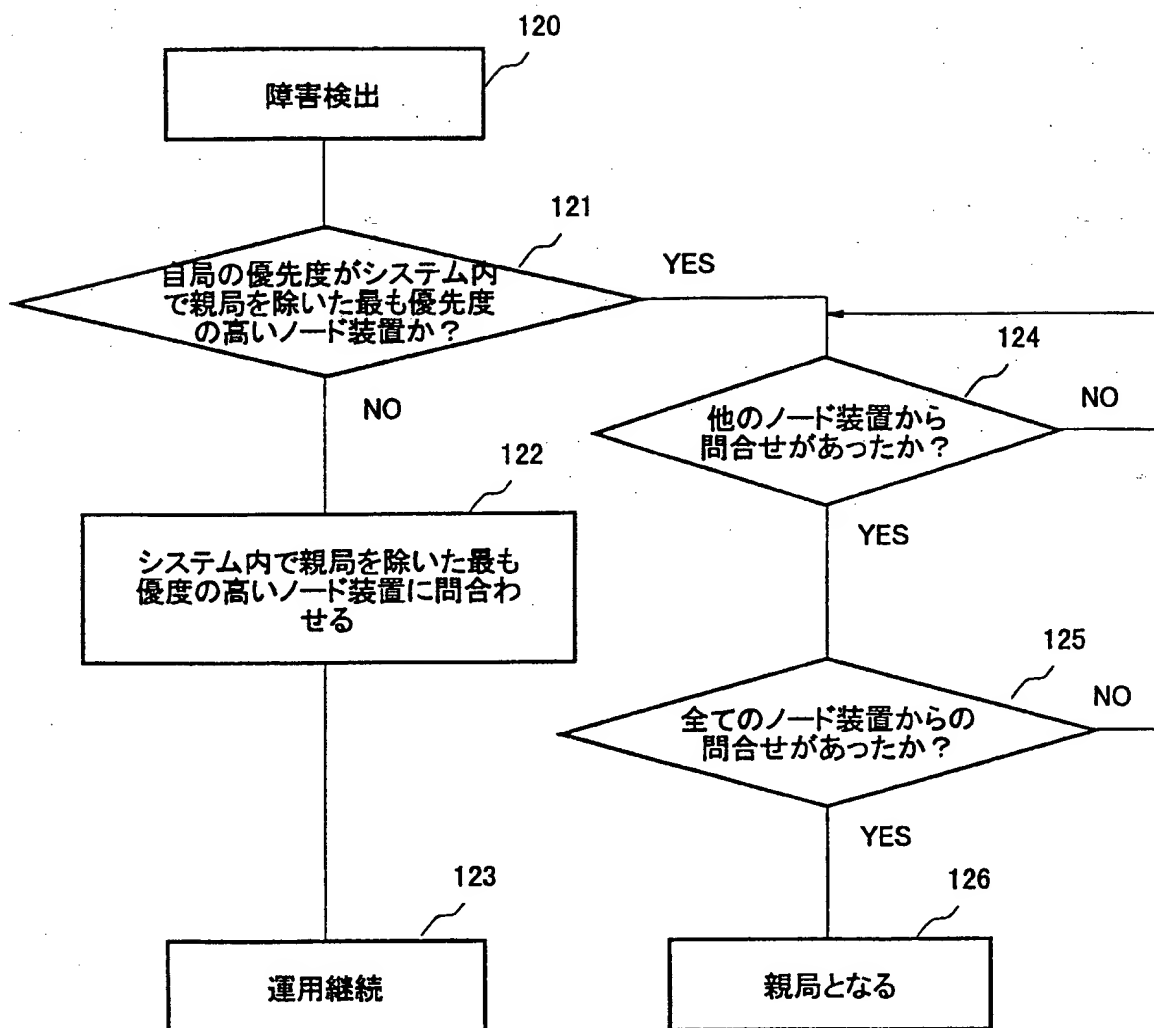 120
障害検出
121
自局の優先度がシステム内
で親局を除いた最も優先度
の高いノード装置か？
YES
NO
124
他のノード装置から
問合せがあったか？
NO
YES
122
システム内で親局を除いた最も
優度の高いノード装置に問合わ
せる
125
全てのノード装置からの
問合せがあったか？
NO
YES
123
運用継続
126
親局となる